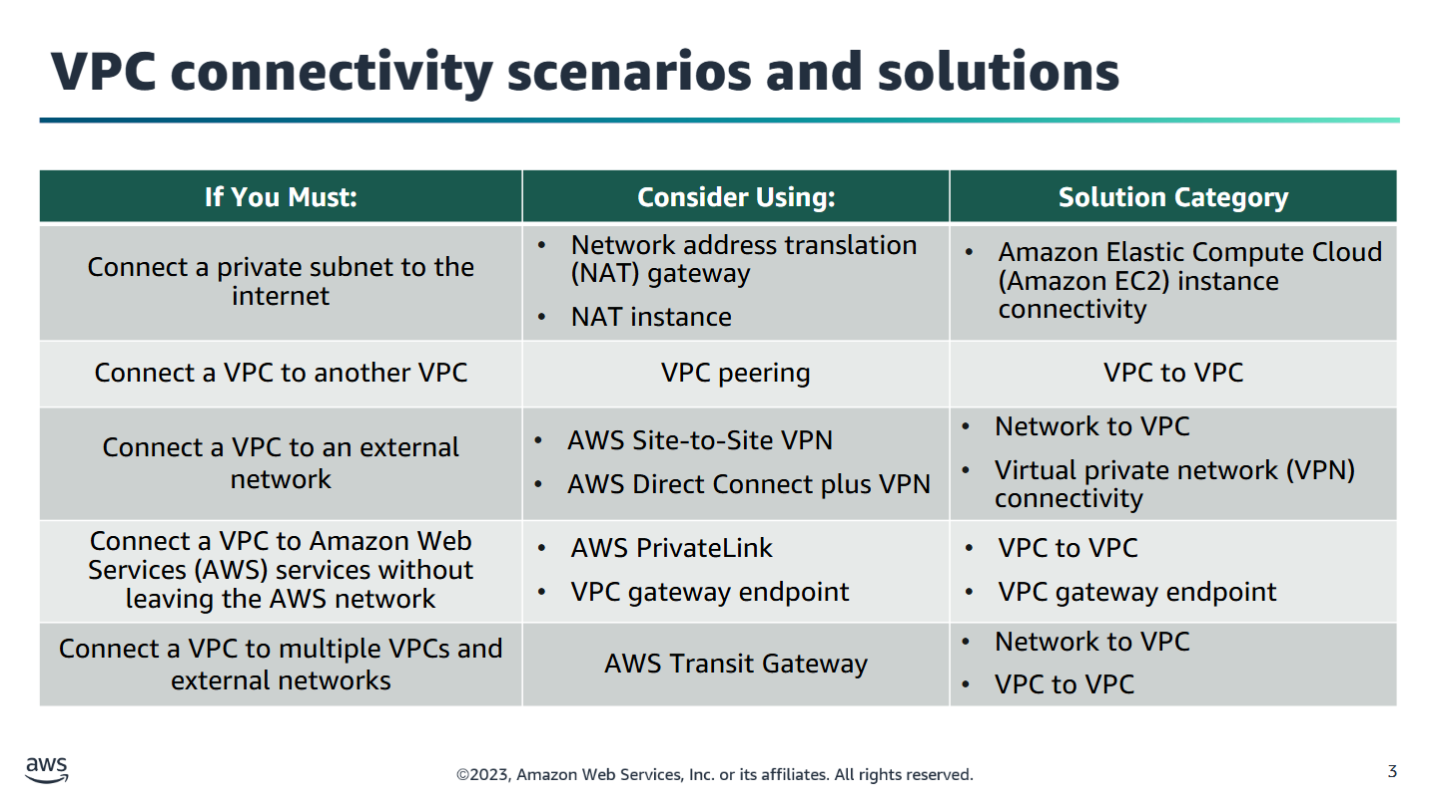 VPC connectivity scenarios and solutions
If You Must:
Consider Using:
Solution Category
Connect a private subnet to the
internet
• Network address translation
(NAT) gateway
• NAT instance
• Amazon Elastic Compute Cloud
(Amazon EC2) instance
connectivity
Connect a VPC to another VPC
VPC peering
VPC to VPC
Connect a VPC to an external
network
• AWS Site-to-Site VPN
• AWS Direct Connect plus VPN
• Network to VPC
• Virtual private network (VPN)
connectivity
Connect a VPC to Amazon Web
Services (AWS) services without
leaving the AWS network
• AWS PrivateLink
• VPC gateway endpoint
• VPC to VPC
• VPC gateway endpoint
Connect a VPC to multiple VPCs and
external networks
AWS Transit Gateway
• Network to VPC
• VPC to VPC
aws
©2023, Amazon Web Services, Inc. or its affiliates. All rights reserved.
3